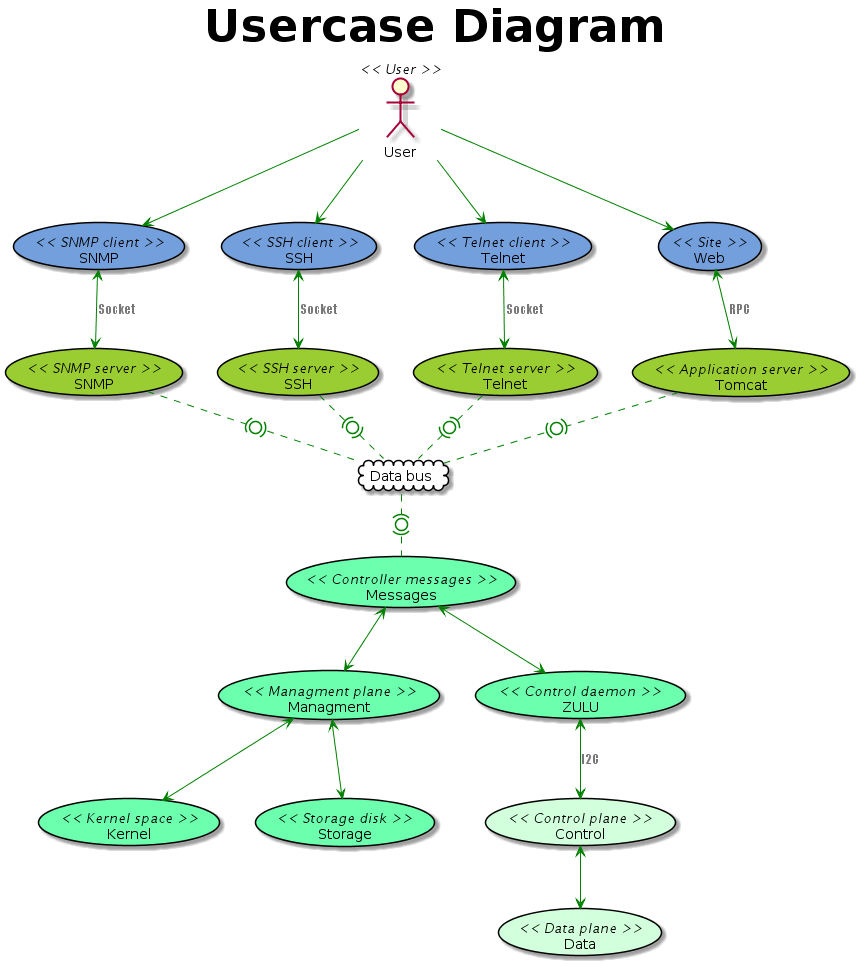 Usercase Diagram
<< User >>
User
<< SNMP client >>
SNMP
<< SSH client >>
SSH
<< Telnet client >>
Telnet
<< Site >>
Web
Socket
Socket
Socket
RPC
<< SNMP server >>
SNMP
<< SSH server >>
SSH
<< Telnet server >>
Telnet
<< Application server >>
Tomcat
Data bus
<< Controller messages >>
Messages
<< Managment plane >>
Managment
<< Control daemon >>
ZULU
I2C
<< Kernel space >>
Kernel
<< Storage disk >>
Storage
<< Control plane >>
Control
<< Data plane >>
Data